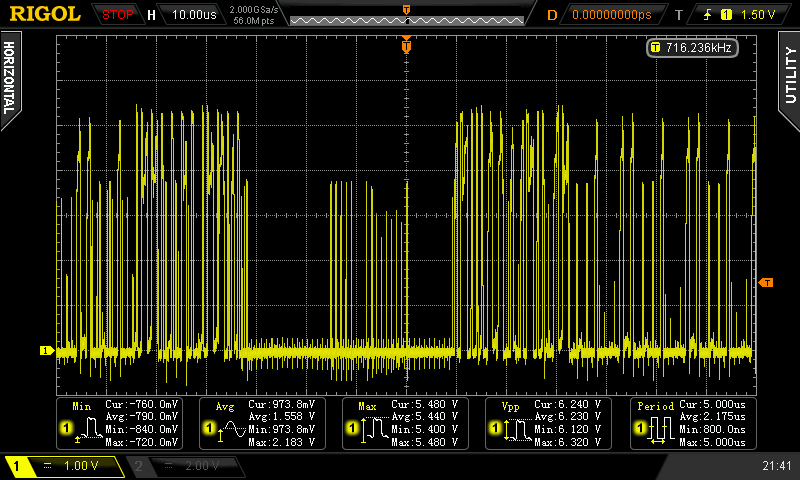 RIGOL STOP H 10.00us 2.000GSa/s 56.0M pts D 0.00000000ps T 1 1.50 V
T 716.236kHz
HORIZONTAL
UTILITY
T
1
Min Cur:-760.0mV Avg:-790.0mV Min:-840.0mV Max:-720.0mV
Avg Cur:973.8mV Avg:1.558 V Min:973.8mV Max:2.183 V
Max Cur:5.480 V Avg:5.440 V Min:5.400 V Max:5.480 V
Vpp Cur:6.240 V Avg:6.230 V Min:6.120 V Max:6.320 V
Period Cur:5.000us Avg:2.175us Min:800.0ns Max:5.000us
1 1.00 V 2 2.00 V 21:41